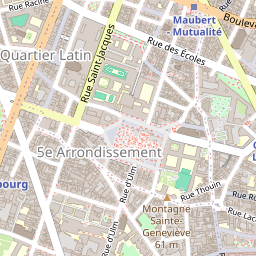 Rue Racine
Maubert -
Mutualité
Boulev
Rue des Écoles
Quartier Latin
Rue Saint-Jacques
5e Arrondissement
bourg
Rue d'Ulm
Rue Thouin
Rue d'Ulm
Montagne
Sainte-
Geneviève
61 m
Rue Lac